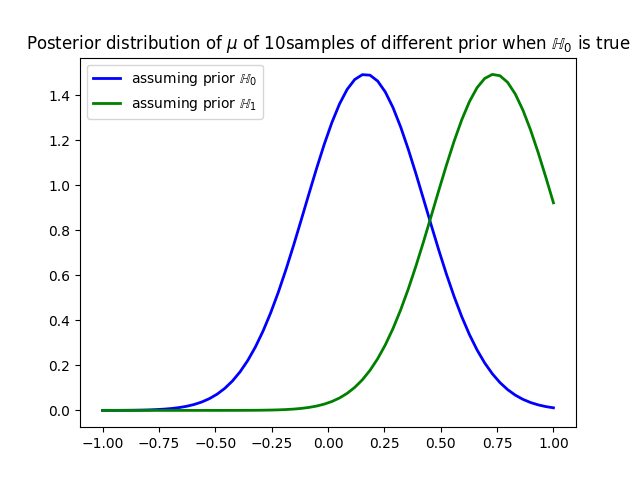 Posterior distribution of μ of 10samples of different prior when ℍ₀ is true
assuming prior ℍ₀
assuming prior ℍ₁
1.4
1.2
1.0
0.8
0.6
0.4
0.2
0.0
−1.00 −0.75 −0.50 −0.25 0.00 0.25 0.50 0.75 1.00